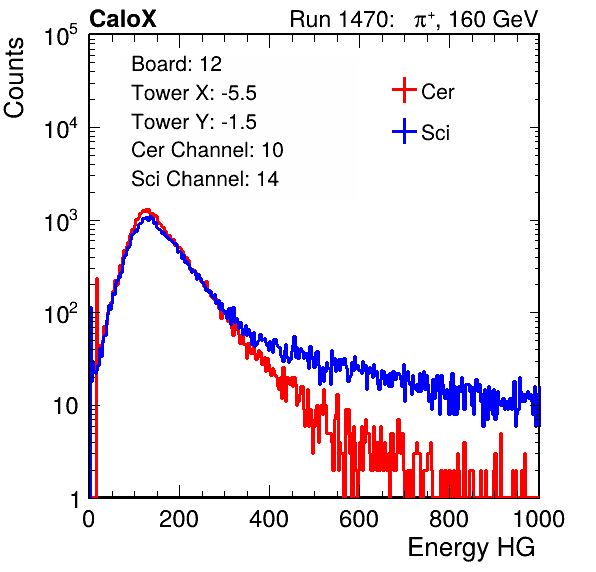 CaloX Run 1470: π⁺, 160 GeV
Counts
10⁵
10⁴
10³
10²
10
1
Board: 12
Tower X: -5.5
Tower Y: -1.5
Cer Channel: 10
Sci Channel: 14
Cer
Sci
0 200 400 600 800 1000
Energy HG